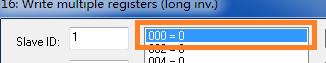 16: Write multiple registers (long inv.)
Slave ID: 1
000 = 0
002 = 0
004 = 0